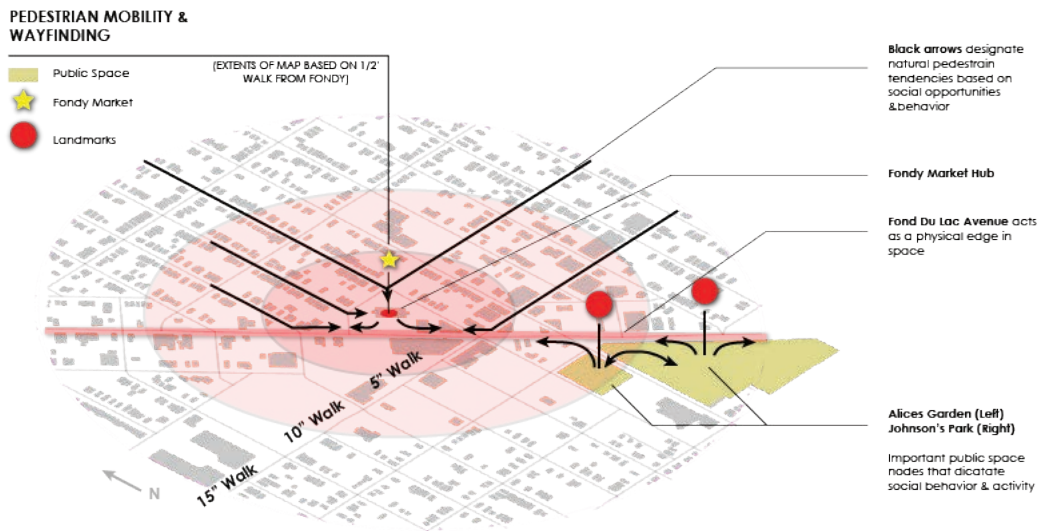 PEDESTRIAN MOBILITY &
WAYFINDING
Public Space
Fondy Market
Landmarks
(EXTENTS OF MAP BASED ON 1/2'
WALK FROM FONDY)
Black arrows designate
natural pedestrain
tendencies based on
social opportunities
&behavior
Fondy Market Hub
Fond Du Lac Avenue acts
as a physical edge in
space
5" Walk
10" Walk
15" Walk
N
Alices Garden (Left)
Johnson's Park (Right)
Important public space
nodes that dicatate
social behavior & activity